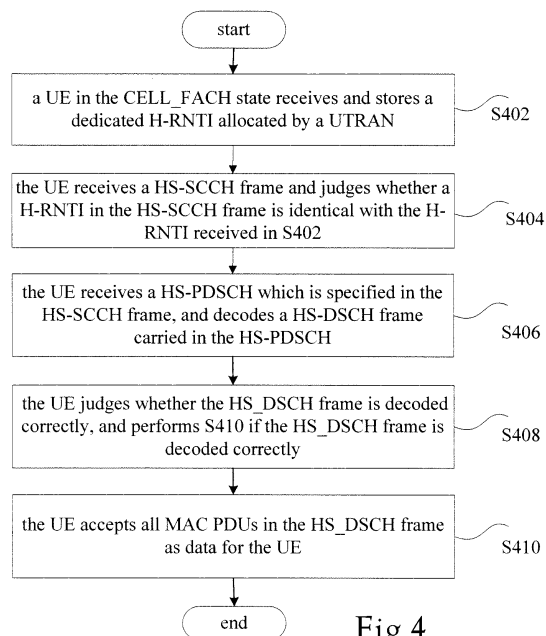 start
a UE in the CELL_FACH state receives and stores a
dedicated H-RNTI allocated by a UTRAN
S402
the UE receives a HS-SCCH frame and judges whether a
H-RNTI in the HS-SCCH frame is identical with the H-
RNTI received in S402
S404
the UE receives a HS-PDSCH which is specified in the
HS-SCCH frame, and decodes a HS-DSCH frame
carried in the HS-PDSCH
S406
the UE judges whether the HS_DSCH frame is decoded
correctly, and performs S410 if the HS_DSCH frame is
decoded correctly
S408
the UE accepts all MAC PDUs in the HS_DSCH frame
as data for the UE
S410
end
Fig 4